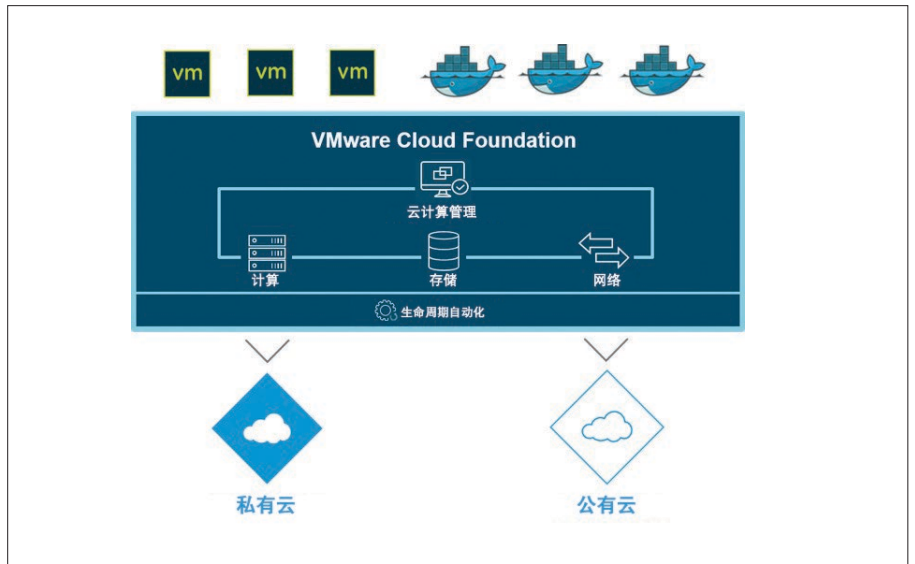 vm vm vm
VMware Cloud Foundation
云计算管理
计算 存储 网络
生命周期自动化
私有云 公有云